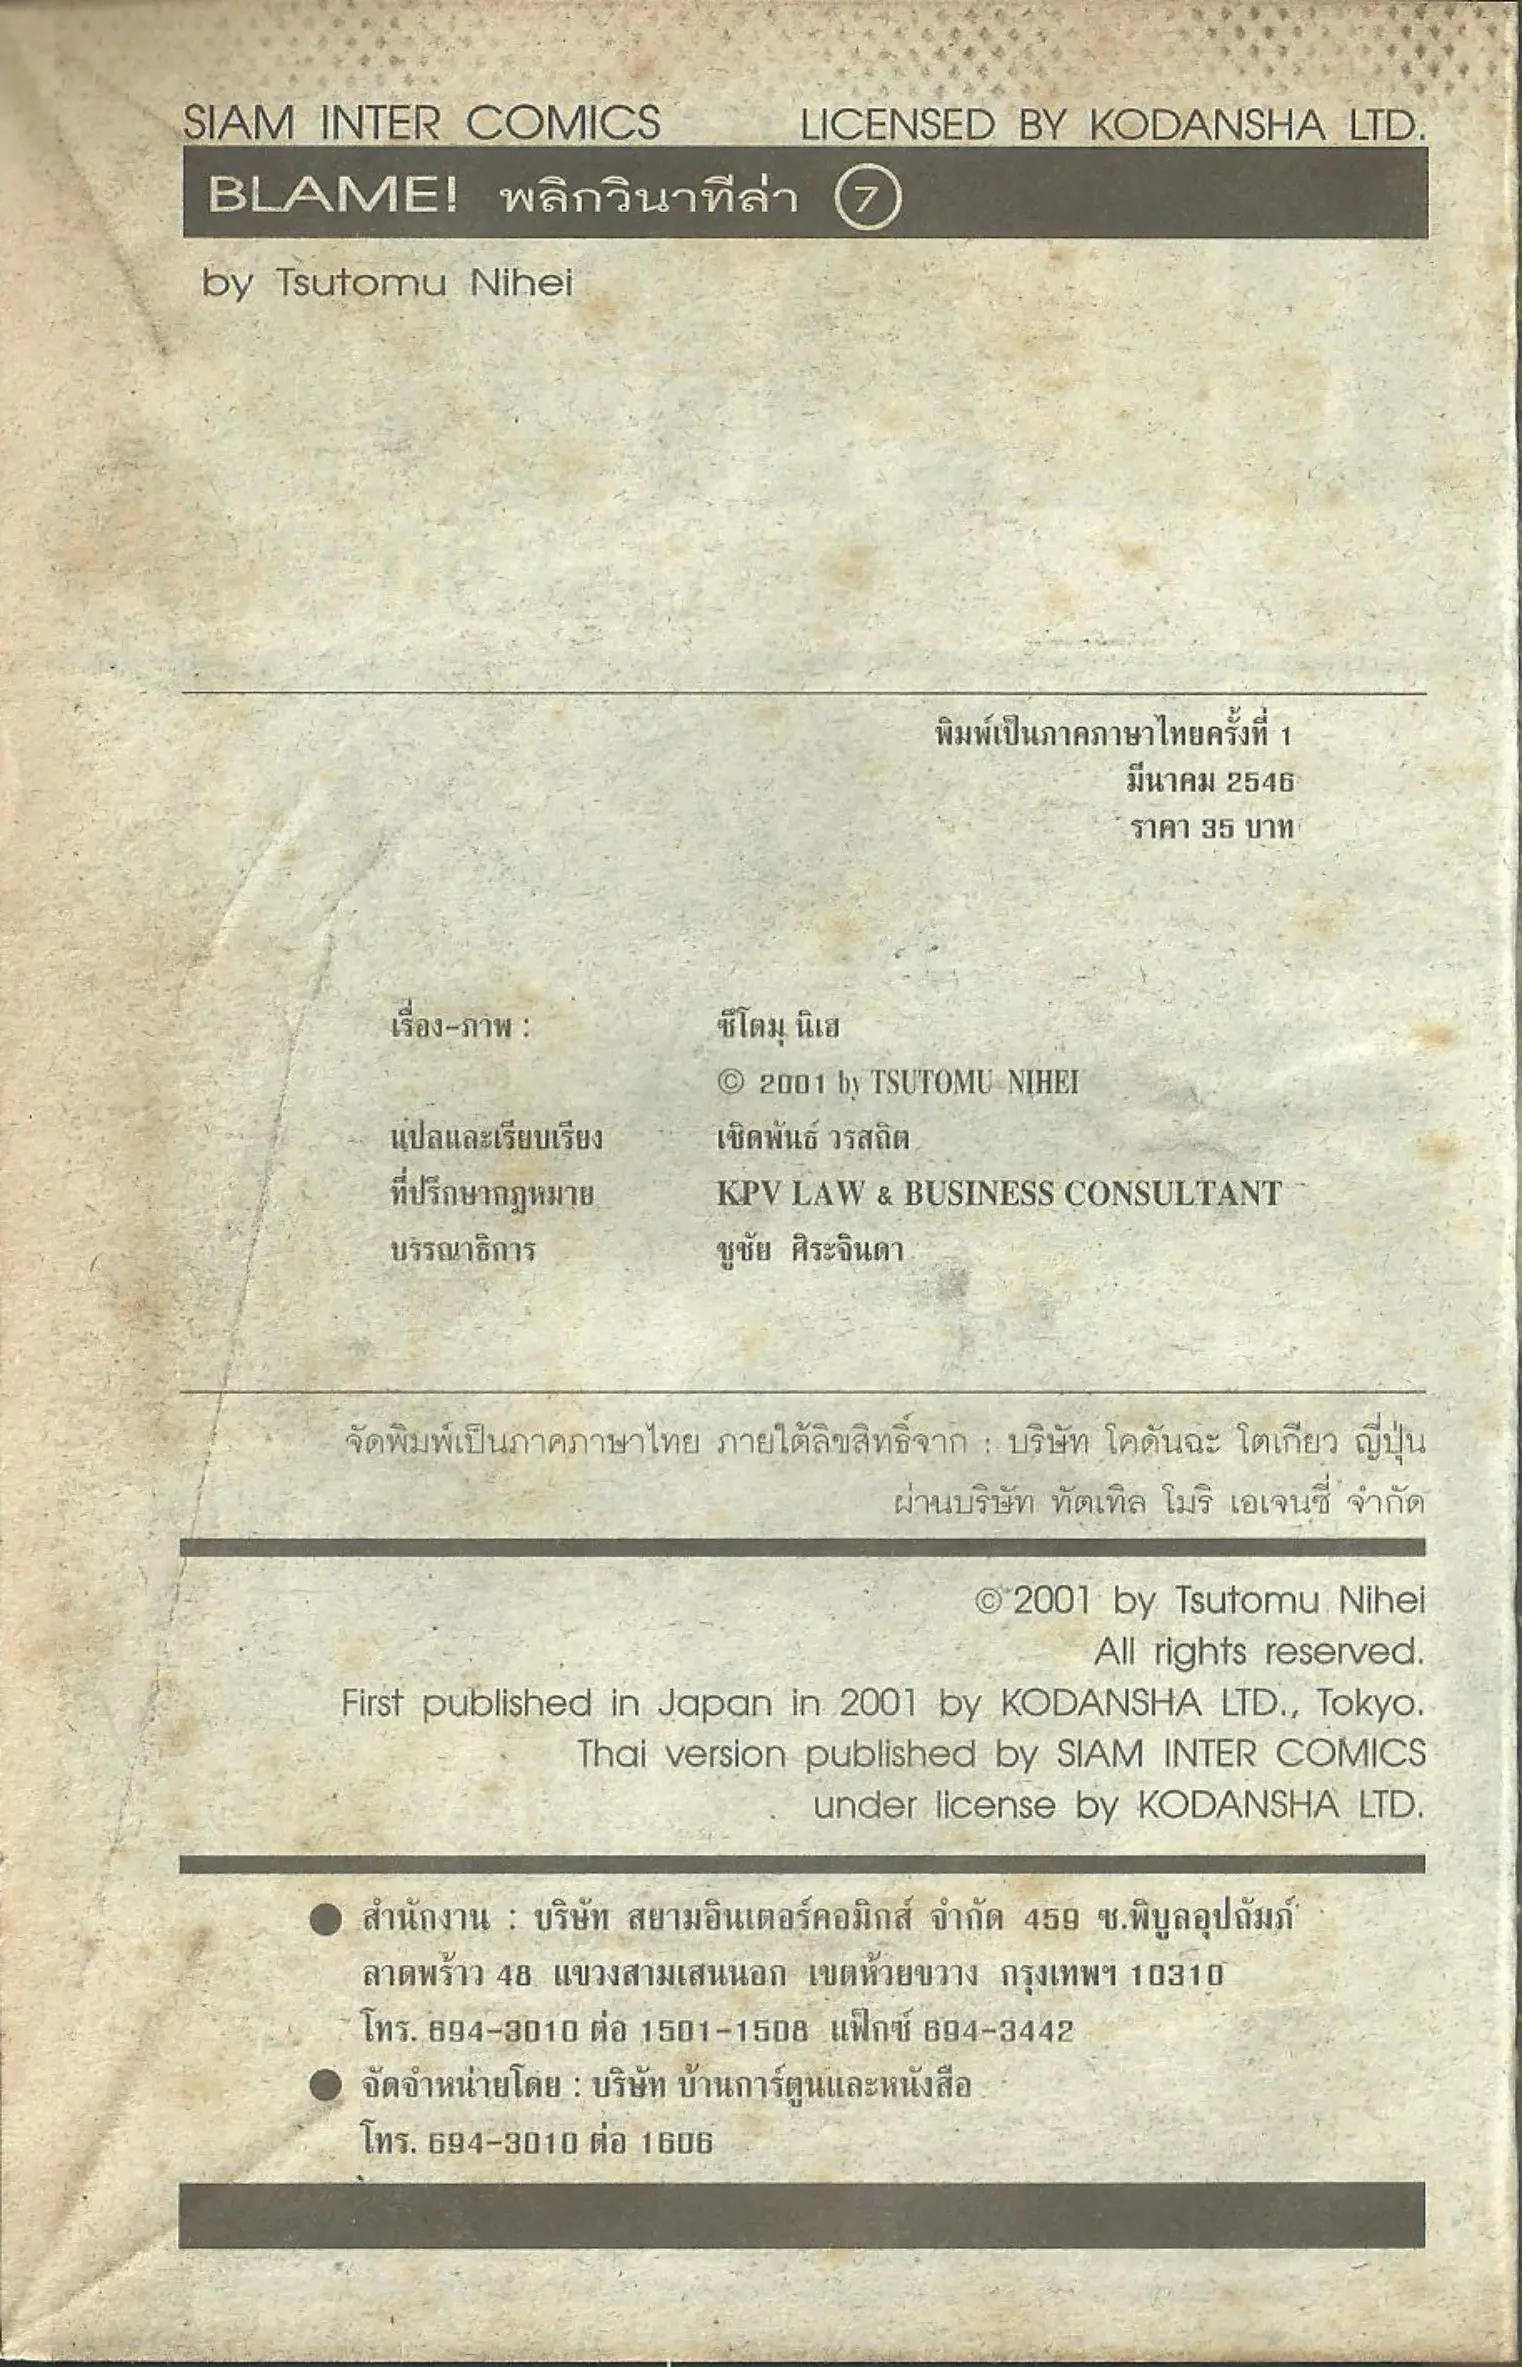 SIAM INTER COMICS LICENSED BY KODANSHA LTD.
BLAME! พลิกวินาทีล่า 7
by Tsutomu Nihei
พิมพ์เป็นภาคภาษาไทยครั้งที่ 1
มีนาคม 2546
ราคา 35 บาท
เรื่อง-ภาพ : ซึโตมุ นิเฮ
© 2001 by TSUTOMU NIHEI
แปลและเรียบเรียง เชิดพันธ์ วรสถิต
ที่ปรึกษากฎหมาย KPV LAW & BUSINESS CONSULTANT
บรรณาธิการ ชูชัย ศิระจินดา
จัดพิมพ์เป็นภาคภาษาไทย ภายใต้ลิขสิทธิ์จาก : บริษัท โคดันฉะ โตเกียว ญี่ปุ่น
ผ่านบริษัท ทัตเทิล โมริ เอเจนซี่ จำกัด
© 2001 by Tsutomu Nihei
All rights reserved.
First published in Japan in 2001 by KODANSHA LTD., Tokyo.
Thai version published by SIAM INTER COMICS
under license by KODANSHA LTD.
● สำนักงาน : บริษัท สยามอินเตอร์คอมิกส์ จำกัด 459 ซ.พิบูลอุปถัมภ์
ลาดพร้าว 48 แขวงสามเสนนอก เขตห้วยขวาง กรุงเทพฯ 10310
โทร. 694-3010 ต่อ 1501-1508 แฟ็กซ์ 694-3442
● จัดจำหน่ายโดย : บริษัท บ้านการ์ตูนและหนังสือ
โทร. 694-3010 ต่อ 1606